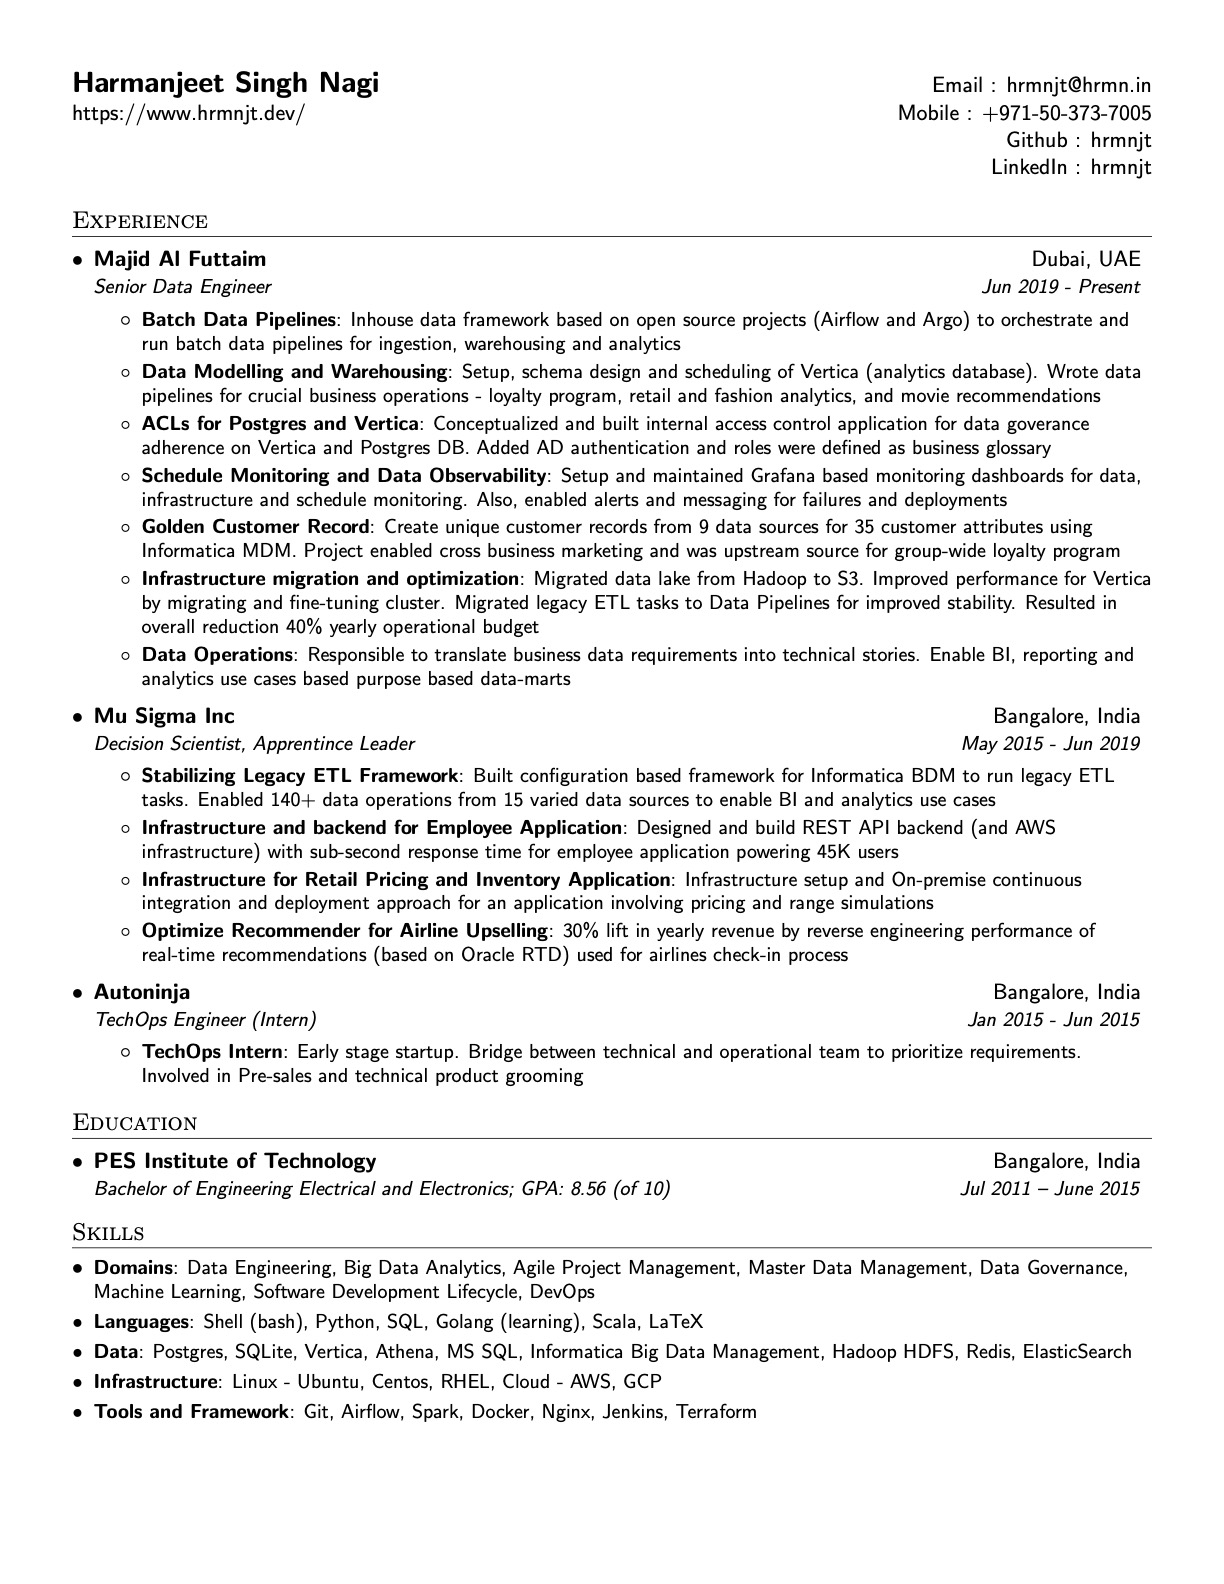 Harmanjeet Singh Nagi
https://www.hrmnjt.dev/
Email : hrmnjt@hrmn.in
Mobile : +971-50-373-7005
Github : hrmnjt
LinkedIn : hrmnjt
Experience
• Majid Al Futtaim Dubai, UAE
Senior Data Engineer Jun 2019 - Present
◦ Batch Data Pipelines: Inhouse data framework based on open source projects (Airflow and Argo) to orchestrate and
run batch data pipelines for ingestion, warehousing and analytics
◦ Data Modelling and Warehousing: Setup, schema design and scheduling of Vertica (analytics database). Wrote data
pipelines for crucial business operations - loyalty program, retail and fashion analytics, and movie recommendations
◦ ACLs for Postgres and Vertica: Conceptualized and built internal access control application for data goverance
adherence on Vertica and Postgres DB. Added AD authentication and roles were defined as business glossary
◦ Schedule Monitoring and Data Observability: Setup and maintained Grafana based monitoring dashboards for data,
infrastructure and schedule monitoring. Also, enabled alerts and messaging for failures and deployments
◦ Golden Customer Record: Create unique customer records from 9 data sources for 35 customer attributes using
Informatica MDM. Project enabled cross business marketing and was upstream source for group-wide loyalty program
◦ Infrastructure migration and optimization: Migrated data lake from Hadoop to S3. Improved performance for Vertica
by migrating and fine-tuning cluster. Migrated legacy ETL tasks to Data Pipelines for improved stability. Resulted in
overall reduction 40% yearly operational budget
◦ Data Operations: Responsible to translate business data requirements into technical stories. Enable BI, reporting and
analytics use cases based purpose based data-marts
• Mu Sigma Inc Bangalore, India
Decision Scientist, Apprentince Leader May 2015 - Jun 2019
◦ Stabilizing Legacy ETL Framework: Built configuration based framework for Informatica BDM to run legacy ETL
tasks. Enabled 140+ data operations from 15 varied data sources to enable BI and analytics use cases
◦ Infrastructure and backend for Employee Application: Designed and build REST API backend (and AWS
infrastructure) with sub-second response time for employee application powering 45K users
◦ Infrastructure for Retail Pricing and Inventory Application: Infrastructure setup and On-premise continuous
integration and deployment approach for an application involving pricing and range simulations
◦ Optimize Recommender for Airline Upselling: 30% lift in yearly revenue by reverse engineering performance of
real-time recommendations (based on Oracle RTD) used for airlines check-in process
• Autoninja Bangalore, India
TechOps Engineer (Intern) Jan 2015 - Jun 2015
◦ TechOps Intern: Early stage startup. Bridge between technical and operational team to prioritize requirements.
Involved in Pre-sales and technical product grooming
Education
• PES Institute of Technology Bangalore, India
Bachelor of Engineering Electrical and Electronics; GPA: 8.56 (of 10) Jul 2011 – June 2015
Skills
• Domains: Data Engineering, Big Data Analytics, Agile Project Management, Master Data Management, Data Governance,
Machine Learning, Software Development Lifecycle, DevOps
• Languages: Shell (bash), Python, SQL, Golang (learning), Scala, LaTeX
• Data: Postgres, SQLite, Vertica, Athena, MS SQL, Informatica Big Data Management, Hadoop HDFS, Redis, ElasticSearch
• Infrastructure: Linux - Ubuntu, Centos, RHEL, Cloud - AWS, GCP
• Tools and Framework: Git, Airflow, Spark, Docker, Nginx, Jenkins, Terraform